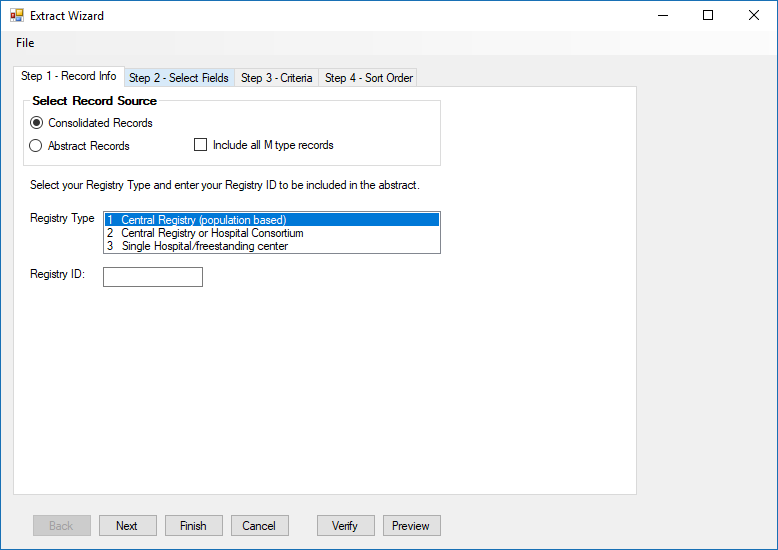 Extract Wizard
File
Step 1 - Record Info Step 2 - Select Fields Step 3 - Criteria Step 4 - Sort Order
Select Record Source
Consolidated Records
Abstract Records Include all M type records
Select your Registry Type and enter your Registry ID to be included in the abstract.
Registry Type 1 Central Registry (population based)
2 Central Registry or Hospital Consortium
3 Single Hospital/freestanding center
Registry ID:
Back Next Finish Cancel Verify Preview